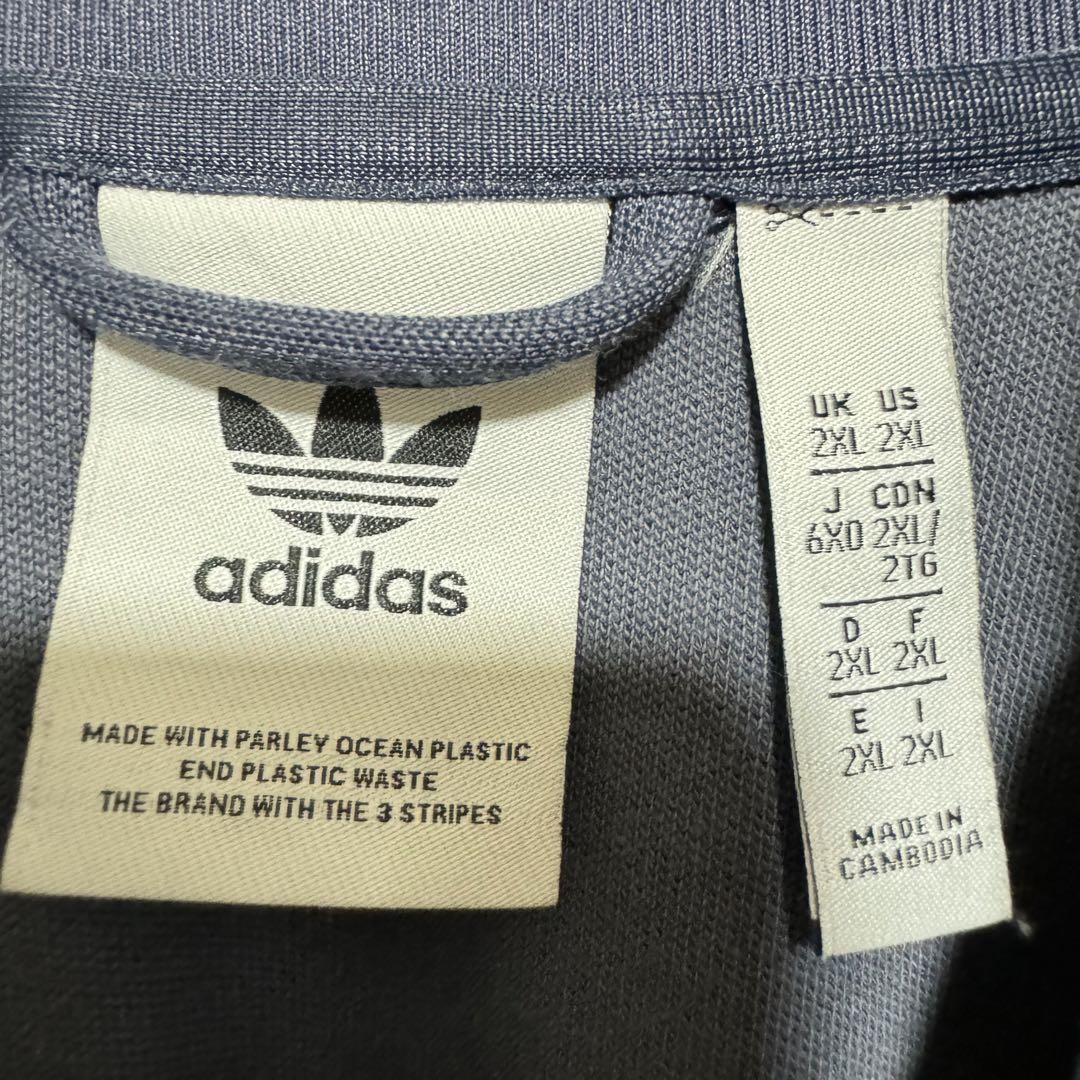 adidas
MADE WITH PARLEY OCEAN PLASTIC
END PLASTIC WASTE
THE BRAND WITH THE 3 STRIPES
UK US
2XL 2XL
J CDN
6XO 2XL/
2TG
D F
2XL 2XL
E I
2XL 2XL
MADE IN
CAMBODIA